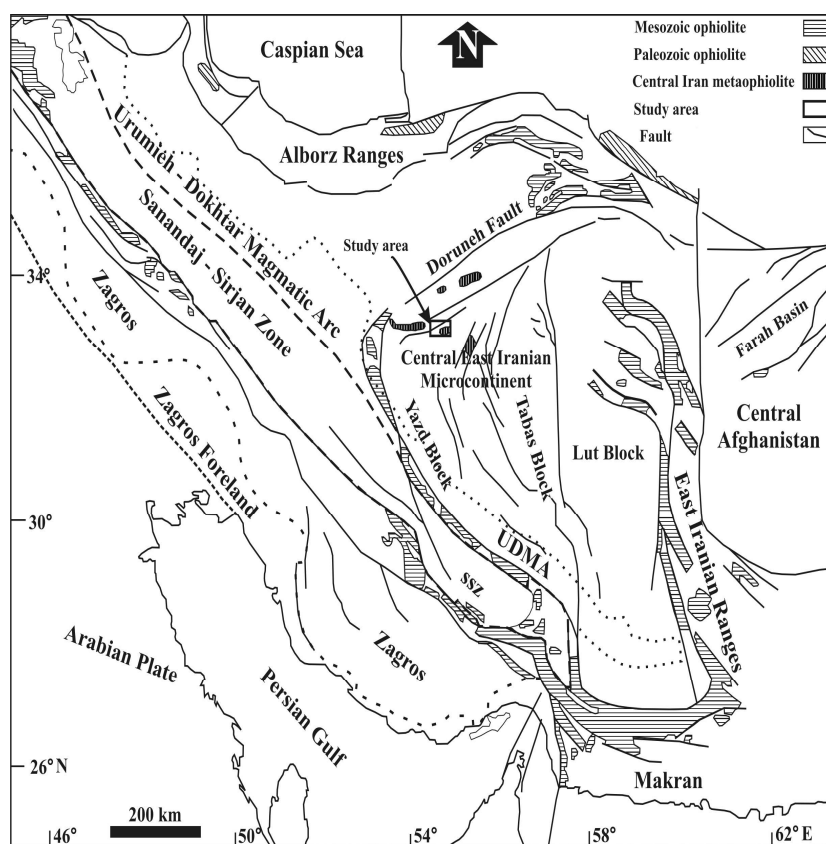 Caspian Sea
N
Mesozoic ophiolite
Paleozoic ophiolite
Central Iran metaophiolite
Study area
Fault
Alborz Ranges
Urumieh - Dokhtar Magmatic Arc
Sanandaj - Sirjan Zone
Doruneh Fault
Study area
34°
Zagros
Central East Iranian
Microcontinent
Farah Basin
Central
Afghanistan
Zagros Foreland
Yazd Block
Tabas Block
Lut Block
30°
UDMA
East Iranian Ranges
SSZ
Arabian Plate
Zagros
Persian Gulf
26°N
Makran
200 km
46°
50°
54°
58°
62° E